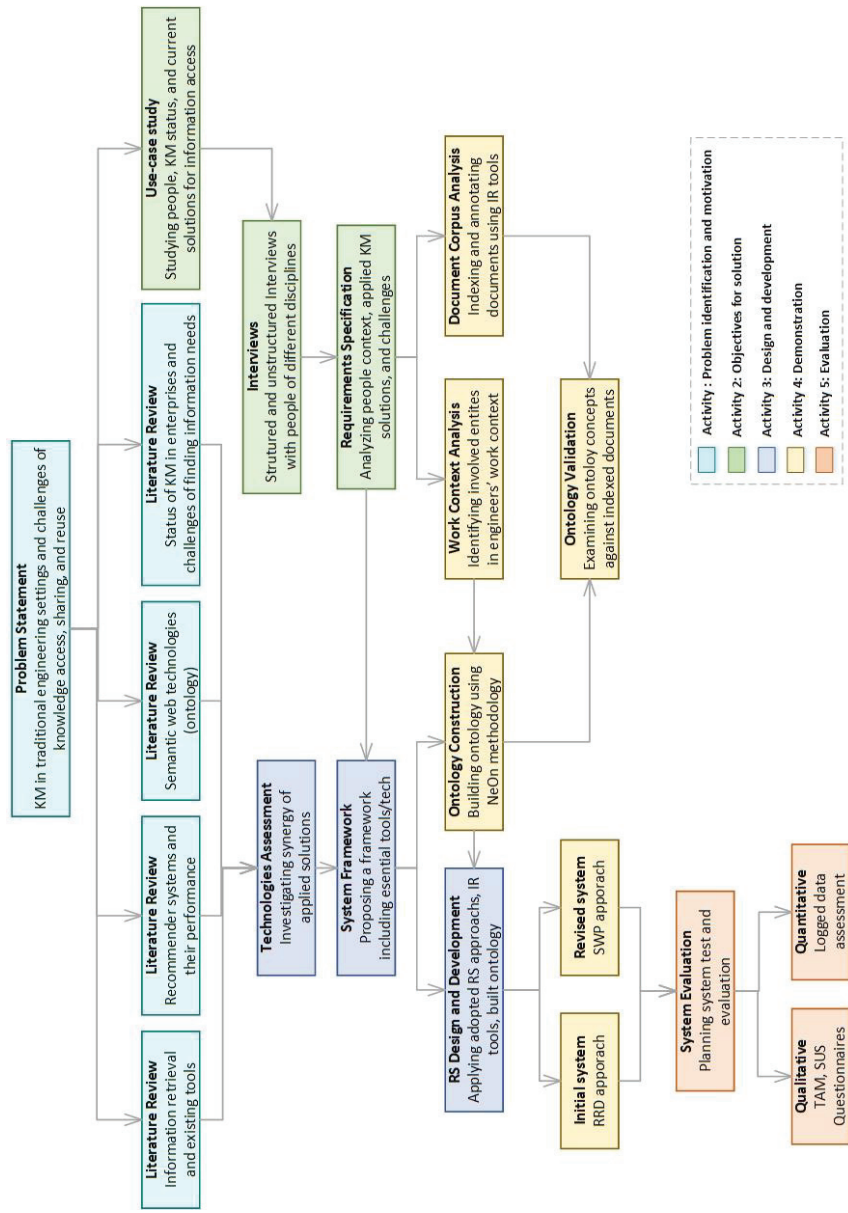 Problem Statement
KM in traditional engineering settings and challenges of
knowledge access, sharing, and reuse
Literature Review
Information retrieval
and existing tools
Literature Review
Recommender systems and
their performance
Literature Review
Semantic web technologies
(ontology)
Literature Review
Status of KM in enterprises and
challenges of finding information needs
Use-case study
Studying people, KM status, and current
solutions for information access
Technologies Assessment
Investigating synergy of
applied solutions
Interviews
Strutured and unstructured Interviews
with people of different disciplines
System Framework
Proposing a framework
including esential tools/tech
Requirements Specification
Analyzing people context, applied KM
solutions, and challenges
RS Design and Development
Applying adopted RS approachs, IR
tools, built ontology
Ontology Construction
Building ontology using
NeOn methodology
Work Context Analysis
Identifying involved entites
in engineers' work context
Document Corpus Analysis
Indexing and annotating
documents using IR tools
Initial system
RRD apporach
Revised system
SWP apporach
Ontology Validation
Examining ontoloy concepts
against indexed documents
System Evaluation
Planning system test and
evaluation
Qualitative
TAM, SUS
Questionnaires
Quantitative
Logged data
assessment
Activity : Problem identification and motivation
Activity 2: Objectives for solution
Activity 3: Design and development
Activity 4: Demonstration
Activity 5: Evaluation